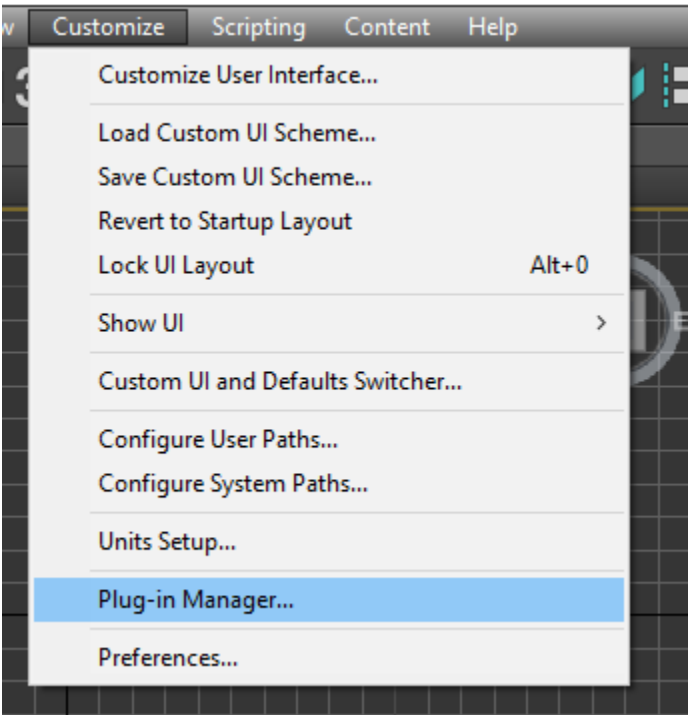 w Customize Scripting Content Help
3
Customize User Interface...
Load Custom UI Scheme...
Save Custom UI Scheme...
Revert to Startup Layout
Lock UI Layout Alt+0
Show UI
Custom UI and Defaults Switcher...
Configure User Paths...
Configure System Paths...
Units Setup...
Plug-in Manager...
Preferences...